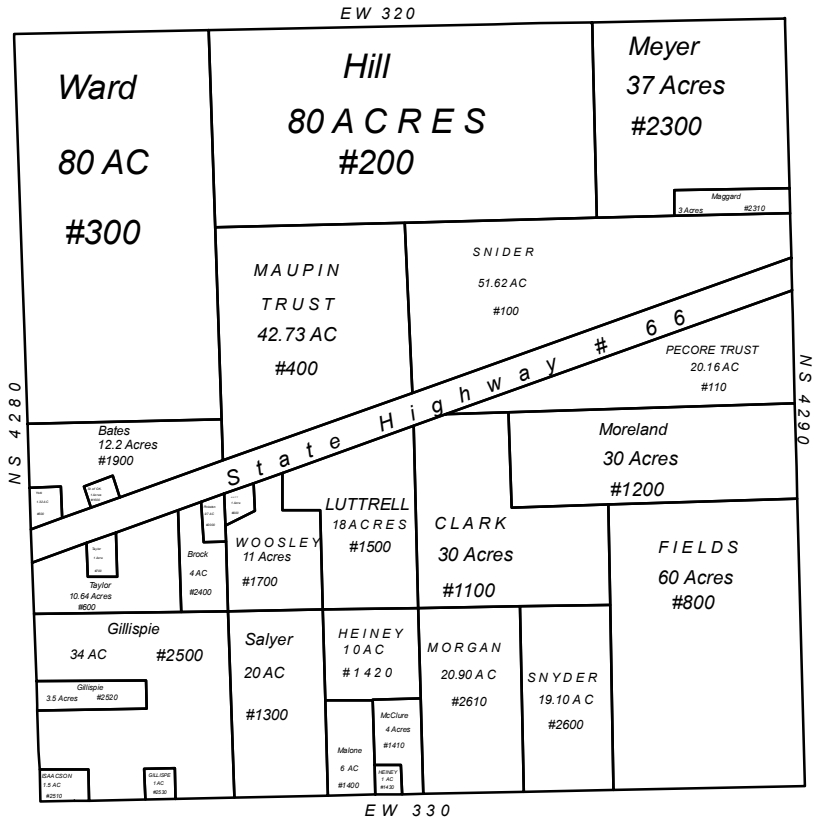 EW 320
Ward
80 AC
#300
Hill
80 A C R E S
#200
Meyer
37 Acres
#2300
Maggard
3 Acres #2310
MAUPIN
TRUST
42.73 AC
#400
SNIDER
51.62 AC
#100
State Highway # 66
PECORE TRUST
20.16 AC
#110
NS 4280
NS 4290
Bates
12.2 Acres
#1900
Moreland
30 Acres
#1200
LUTTRELL
18 ACRES
#1500
CLARK
30 Acres
#1100
WOOSLEY
11 Acres
#1700
Brock
4 AC
#2400
Taylor
10.64 AC
#600
FIELDS
60 Acres
#800
Gillispie
34 AC #2500
Gillispie
3.5 Acres #2520
Salyer
20 AC
#1300
HEINEY
10 AC
#1420
MORGAN
20.90 AC
#2610
SNYDER
19.10 AC
#2600
McClure
4 Acres
#1410
Malone
6 AC
#1400
HEINEY
1 AC
#1430
ISAACSON
1.5 AC
#2510
GILLISPE
1 AC
#2530
EW 330